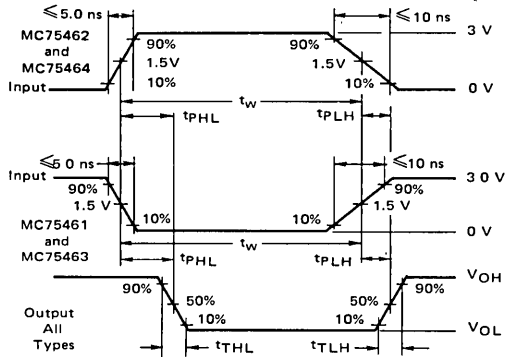 ≤5.0 ns
≤10 ns
MC75462
and
MC75464
90%
90%
3 V
1.5 V
1.5 V
10%
10%
Input
0 V
tw
tPHL
tPLH
≤5 0 ns
≤10 ns
Input
90%
90%
3 0 V
1.5 V
1.5 V
10%
10%
MC75461
and
MC75463
0 V
tw
tPHL
tPLH
VOH
90%
90%
50%
50%
10%
10%
Output
All
Types
VOL
tTHL
tTLH